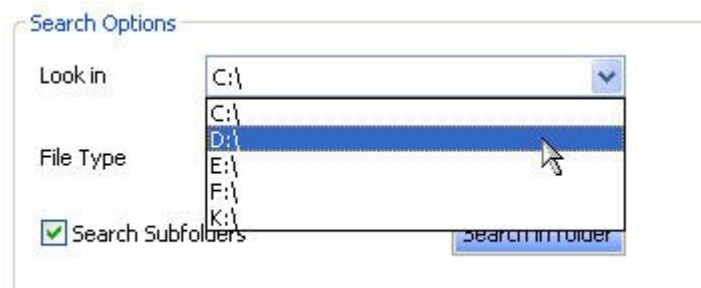 Search Options
Look in
C:\
C:\
D:\
E:\
File Type
F:\
K:\
Search Subfolders
Search in folder